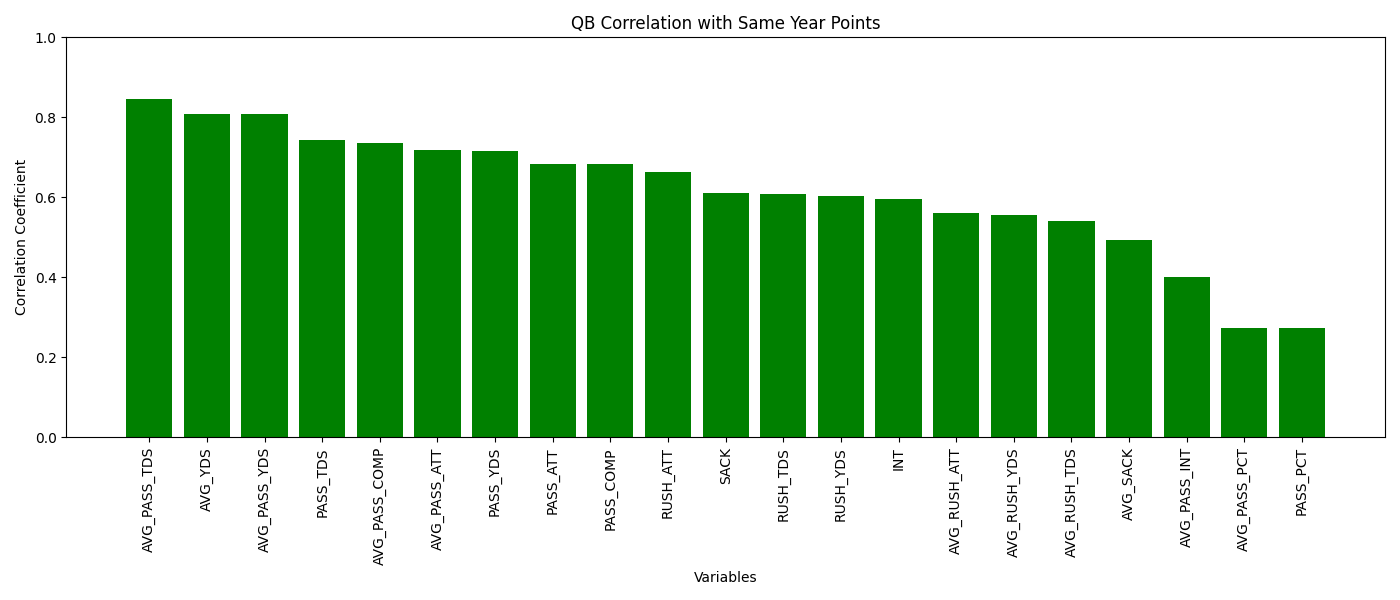 QB Correlation with Same Year Points
Correlation Coefficient
1.0
0.8
0.6
0.4
0.2
0.0
AVG_PASS_TDS
AVG_YDS
AVG_PASS_YDS
PASS_TDS
AVG_PASS_COMP
AVG_PASS_ATT
PASS_YDS
PASS_ATT
PASS_COMP
RUSH_ATT
SACK
RUSH_TDS
RUSH_YDS
INT
AVG_RUSH_ATT
AVG_RUSH_YDS
AVG_RUSH_TDS
AVG_SACK
AVG_PASS_INT
AVG_PASS_PCT
PASS_PCT
Variables